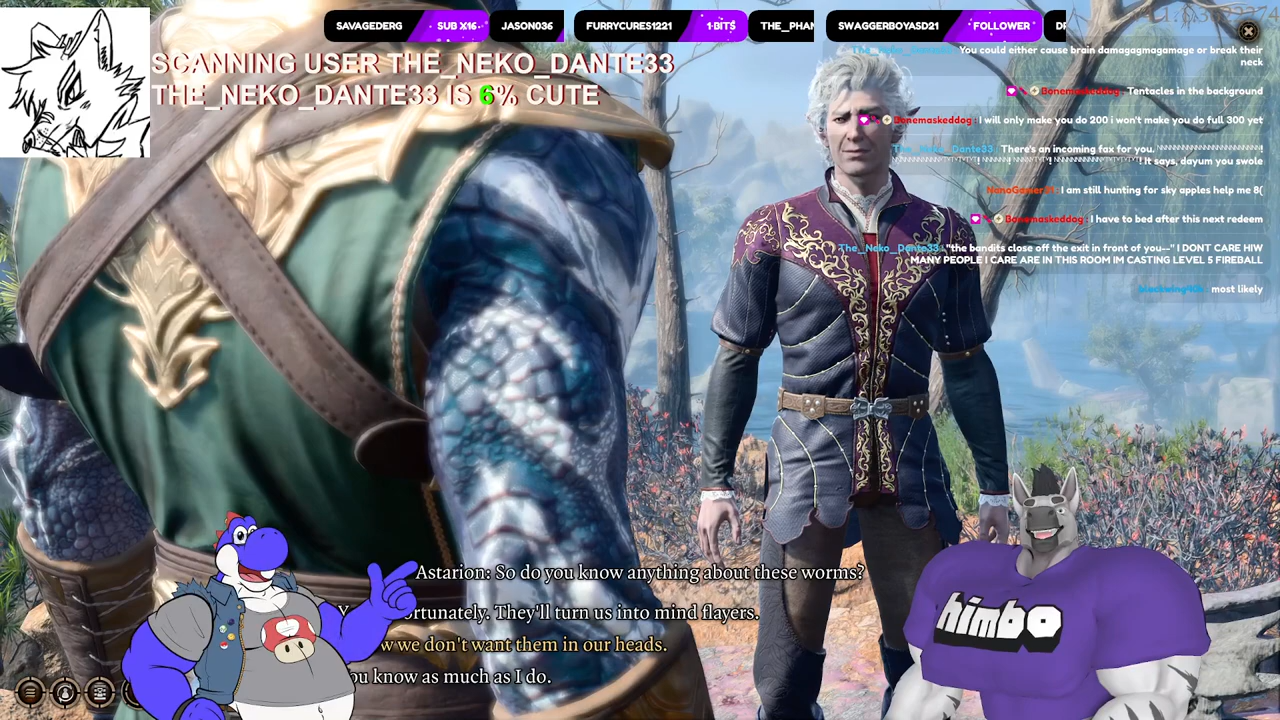 SAVAGEDERG SUB X16 JASON036 FURRYCURES1221 1 BITS THE_PHAN SWAGGERBOYASD21 FOLLOWER
SCANNING USER THE_NEKO_DANTE33
THE_NEKO_DANTE33 IS 6% CUTE
You could either cause brain damagagmagamage or break their
neck
Bonemaskeddog: Tentacles in the background
Bonemaskeddog: I will only make you do 200 i won't make you do full 300 yet
The_Neko_Dante33: There's an incoming fax for you.
It says, dayum you swole
I am still hunting for sky apples help me 8(
Bonemaskeddog: I have to bed after this next redeem
The_Neko_Dante33: "the bandits close off the exit in front of you--" I DONT CARE HIW
MANY PEOPLE I CARE ARE IN THIS ROOM IM CASTING LEVEL 5 FIREBALL
most likely
Astarion: So do you know anything about these worms?
ortunately. They'll turn us into mind flayers.
w we don't want them in our heads.
ou know as much as I do.
himbo